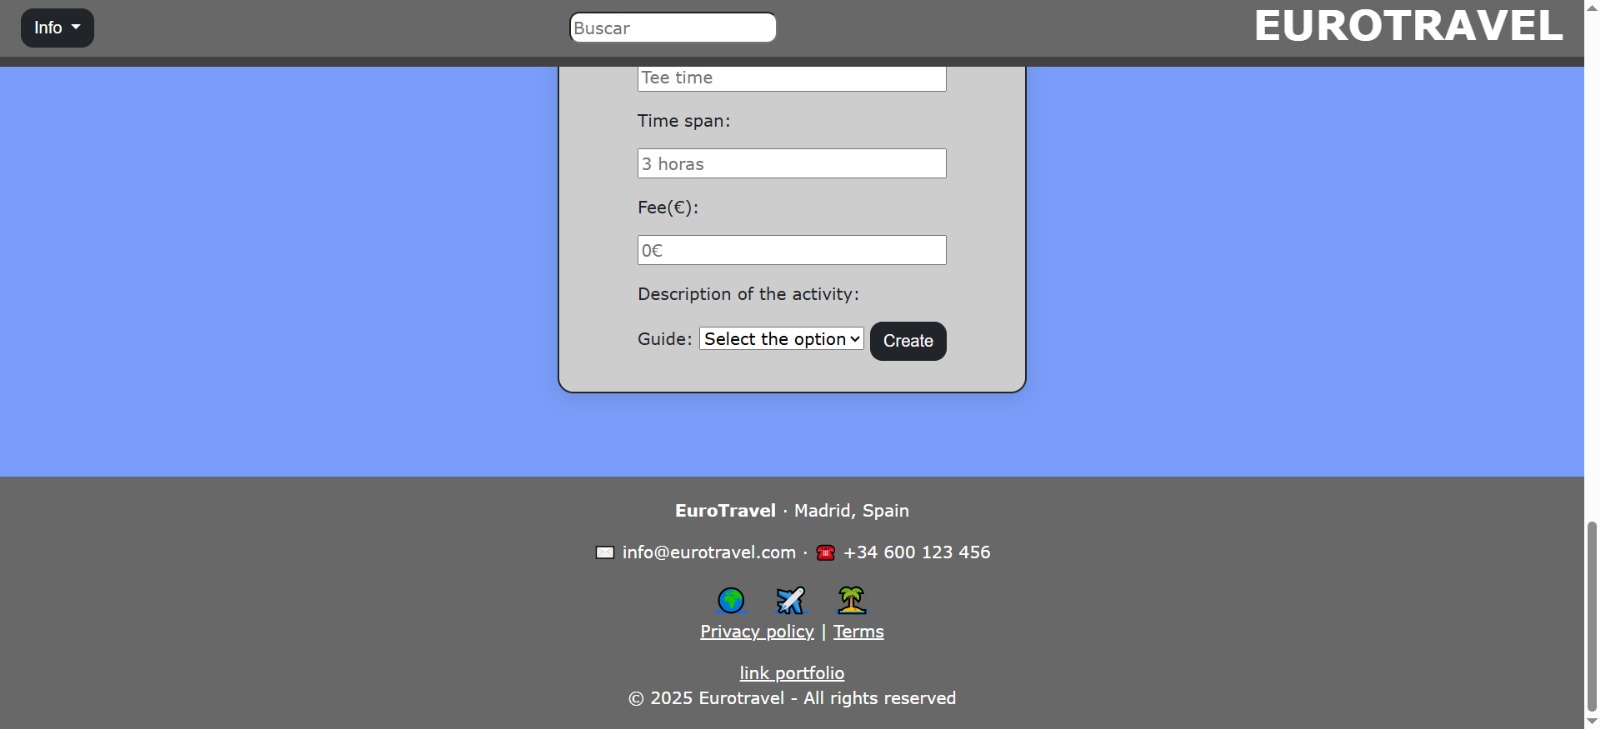 Info
Buscar
EUROTRAVEL
Tee time
Time span:
3 horas
Fee(€):
0€
Description of the activity:
Guide: Select the option Create
EuroTravel · Madrid, Spain
info@eurotravel.com · +34 600 123 456
Privacy policy | Terms
link portfolio
© 2025 Eurotravel - All rights reserved